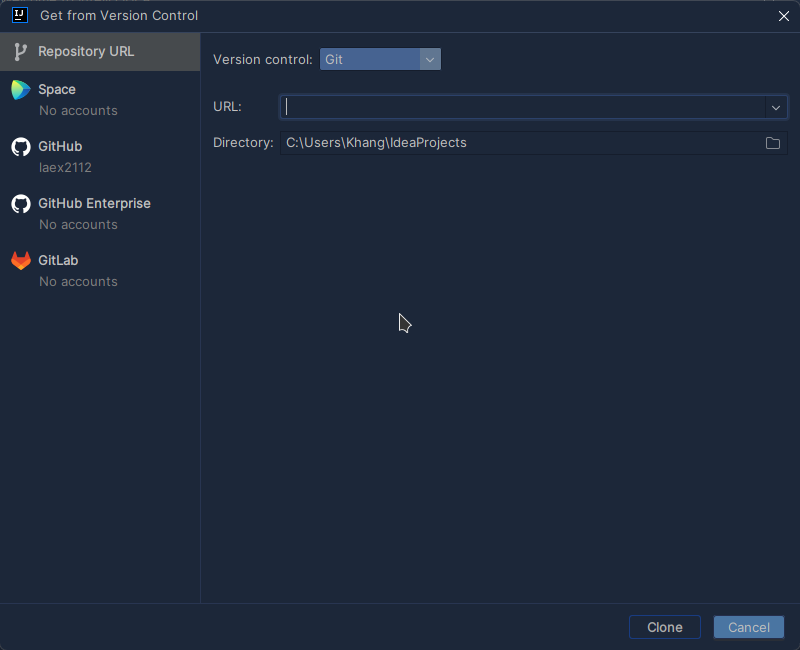 IJ
Get from Version Control
Repository URL
Space
No accounts
GitHub
laex2112
GitHub Enterprise
No accounts
GitLab
No accounts
Version control: Git
URL:
Directory: C:\Users\Khang\IdeaProjects
Clone
Cancel